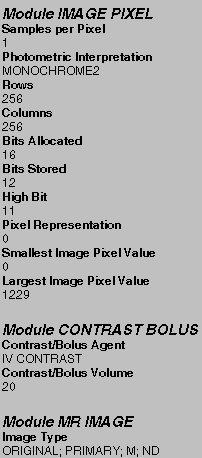 Module IMAGE PIXEL
Samples per Pixel
1
Photometric Interpretation
MONOCHROME2
Rows
256
Columns
256
Bits Allocated
16
Bits Stored
12
High Bit
11
Pixel Representation
0
Smallest Image Pixel Value
0
Largest Image Pixel Value
1229
Module CONTRAST BOLUS
Contrast/Bolus Agent
IV CONTRAST
Contrast/Bolus Volume
20
Module MR IMAGE
Image Type
ORIGINAL; PRIMARY; M; ND